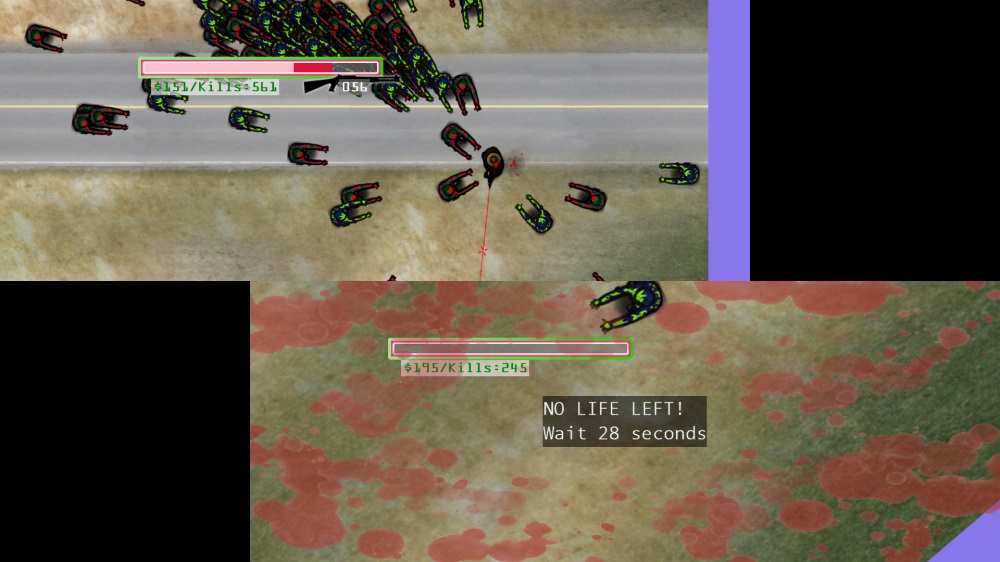 $151/Kills:561
056
$195/Kills:245
NO LIFE LEFT!
Wait 28 seconds